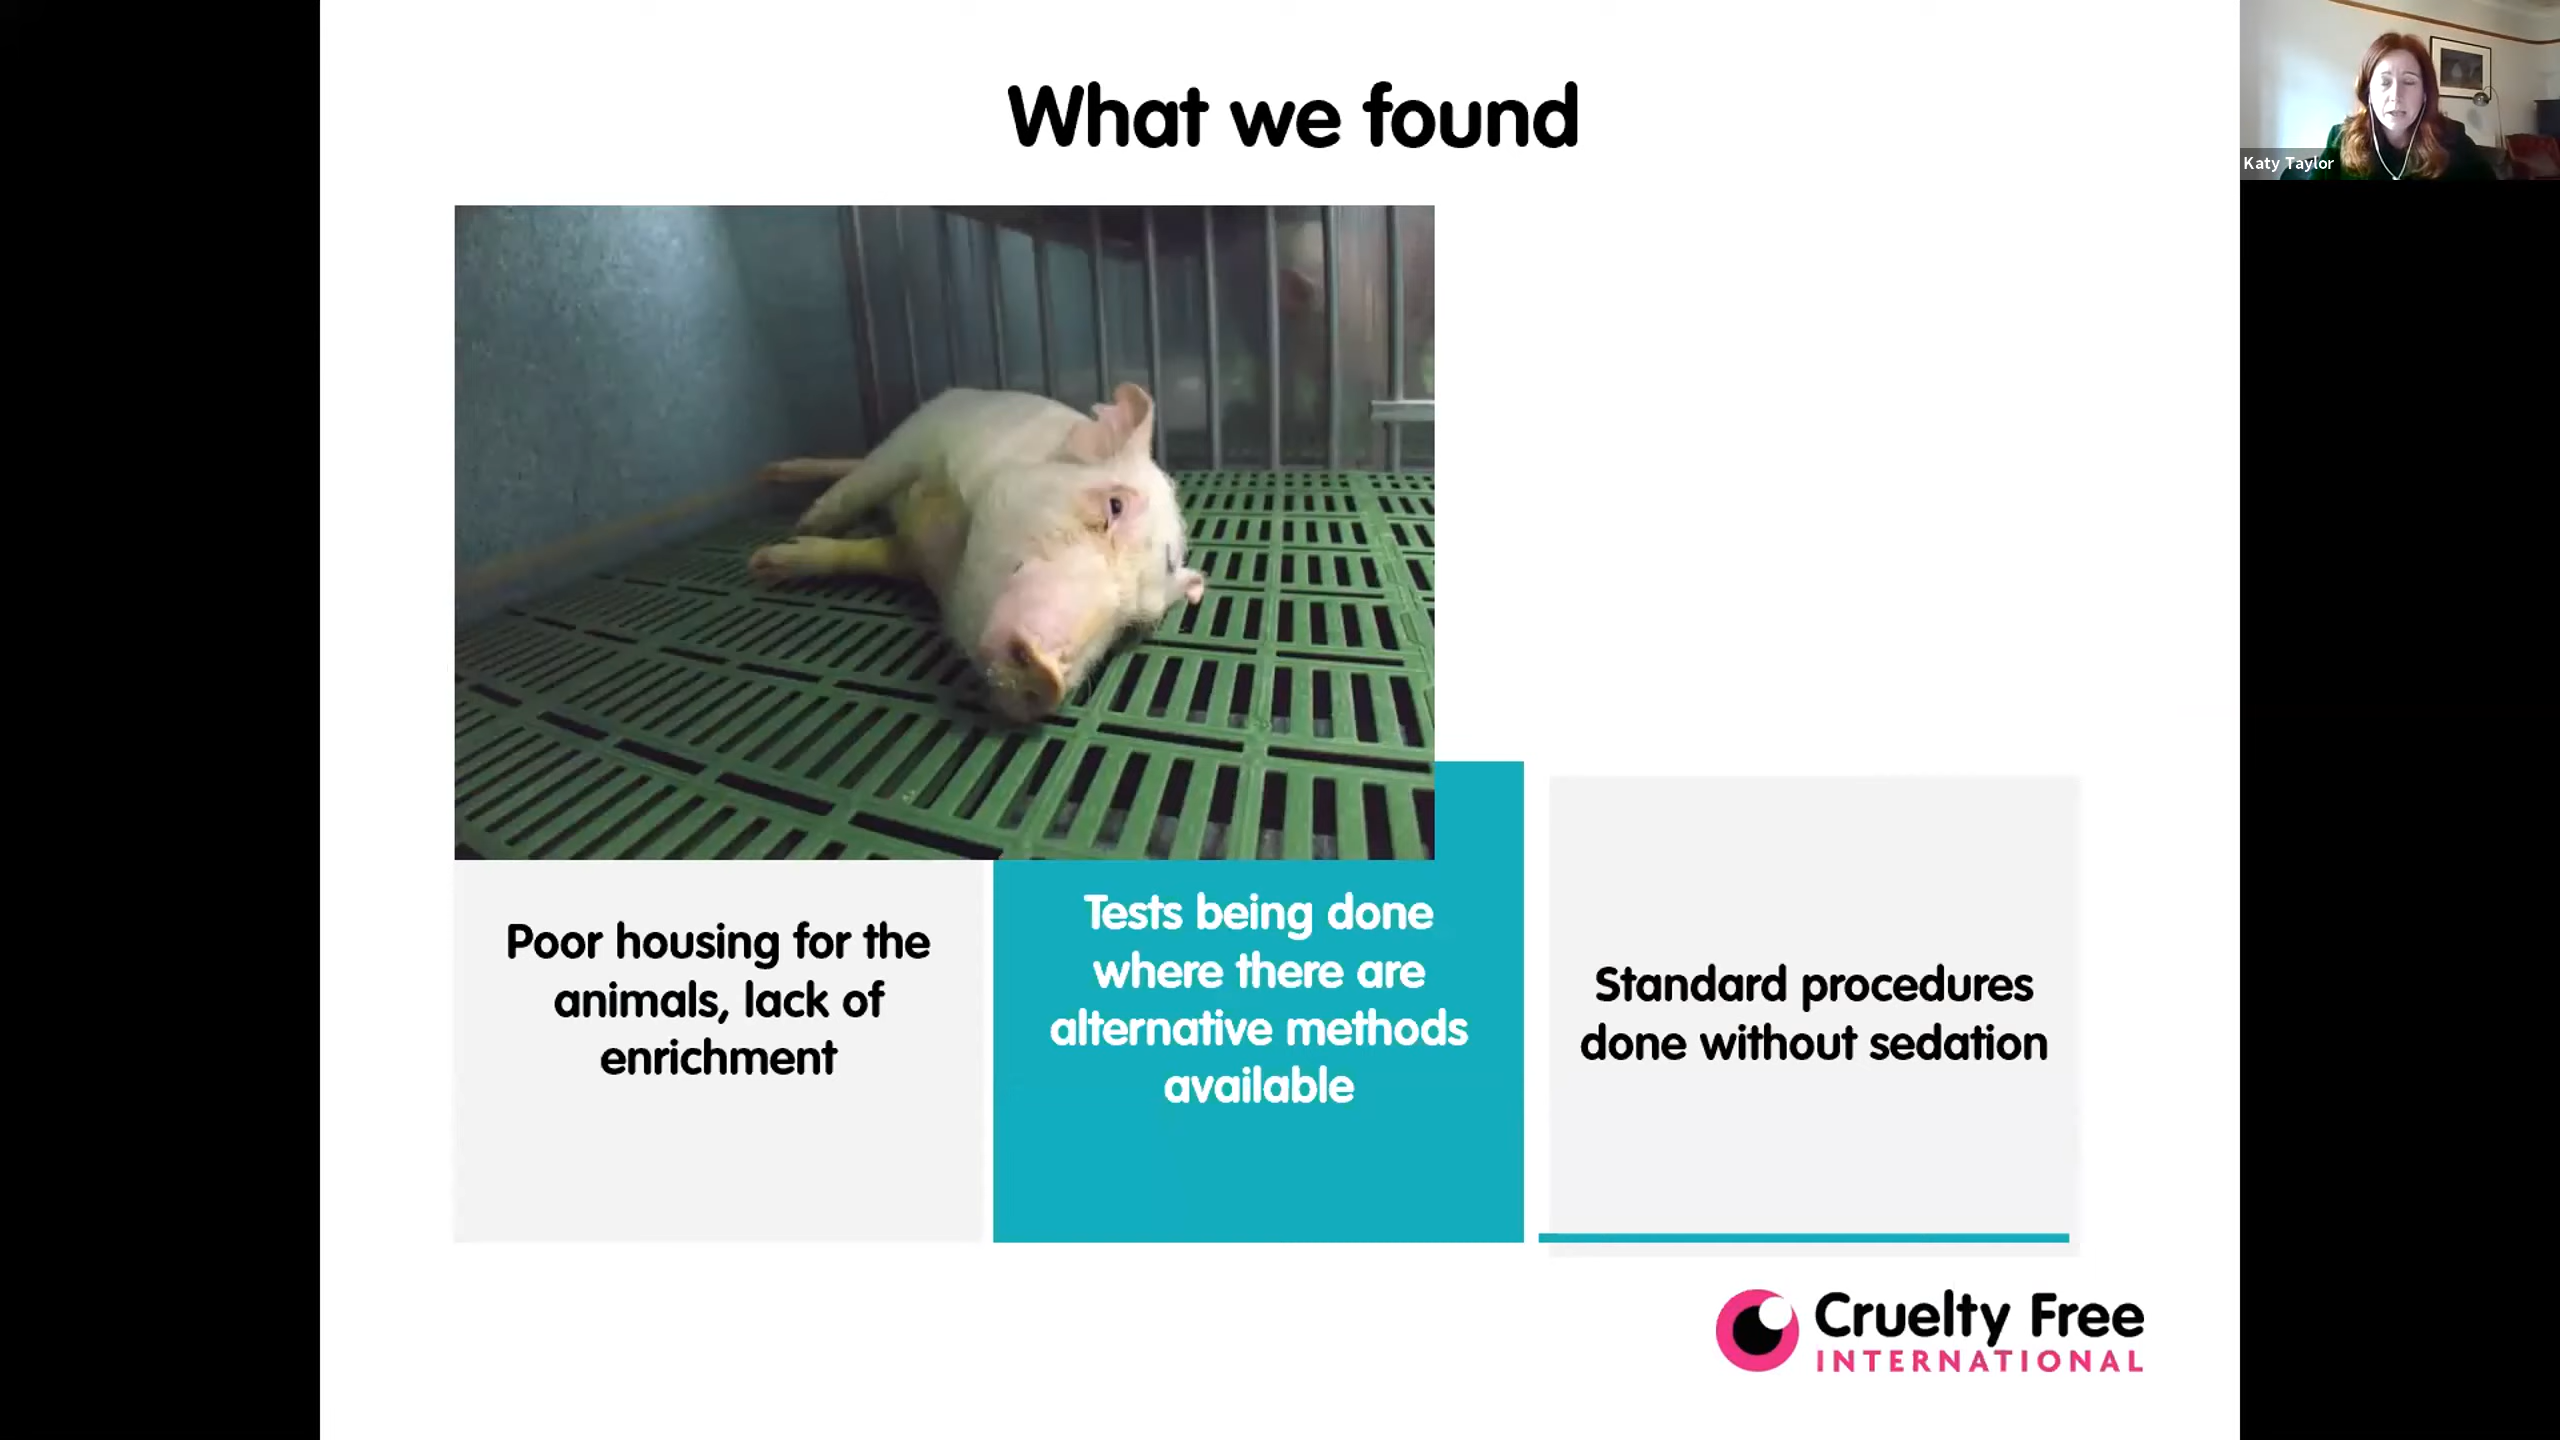 What we found
Katy Taylor
Poor housing for the
animals, lack of
enrichment
Tests being done
where there are
alternative methods
available
Standard procedures
done without sedation
Cruelty Free
INTERNATIONAL